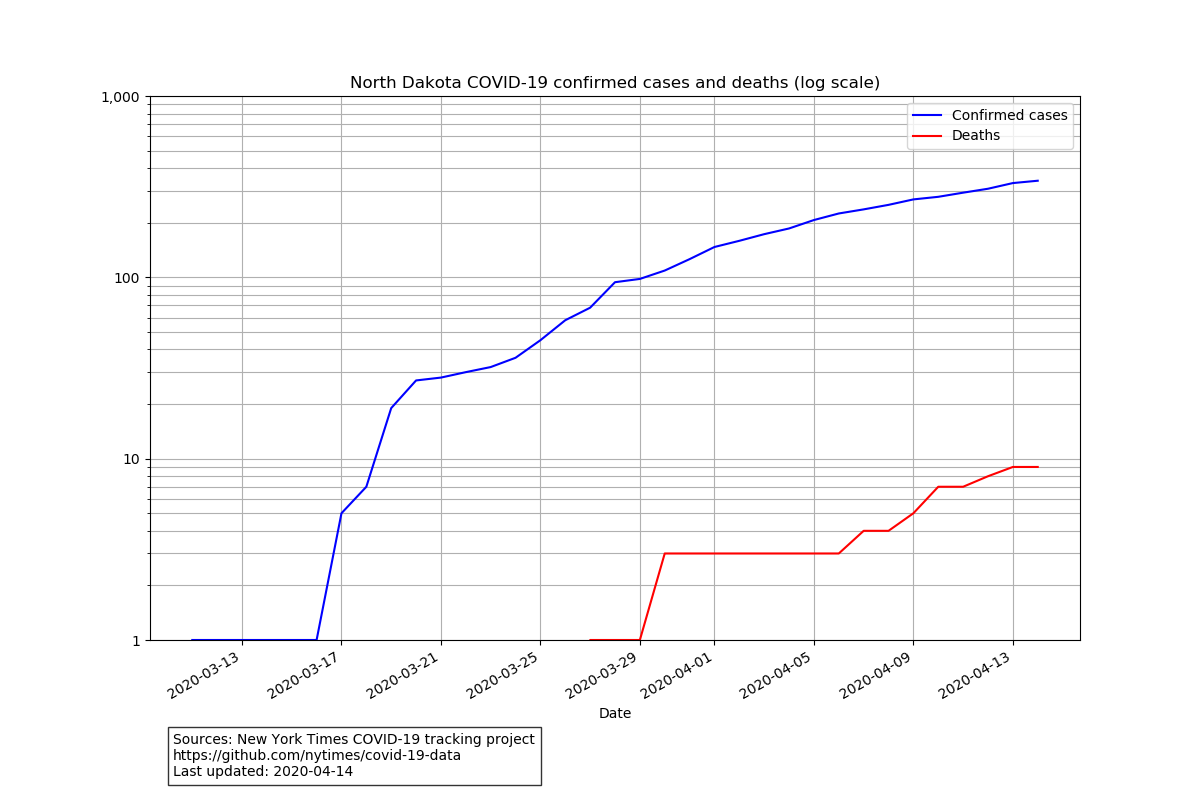 North Dakota COVID-19 confirmed cases and deaths (log scale)
1,000
100
10
1
Confirmed cases
Deaths
2020-03-13
2020-03-17
2020-03-21
2020-03-25
2020-03-29
2020-04-01
2020-04-05
2020-04-09
2020-04-13
Date
Sources: New York Times COVID-19 tracking project
https://github.com/nytimes/covid-19-data
Last updated: 2020-04-14